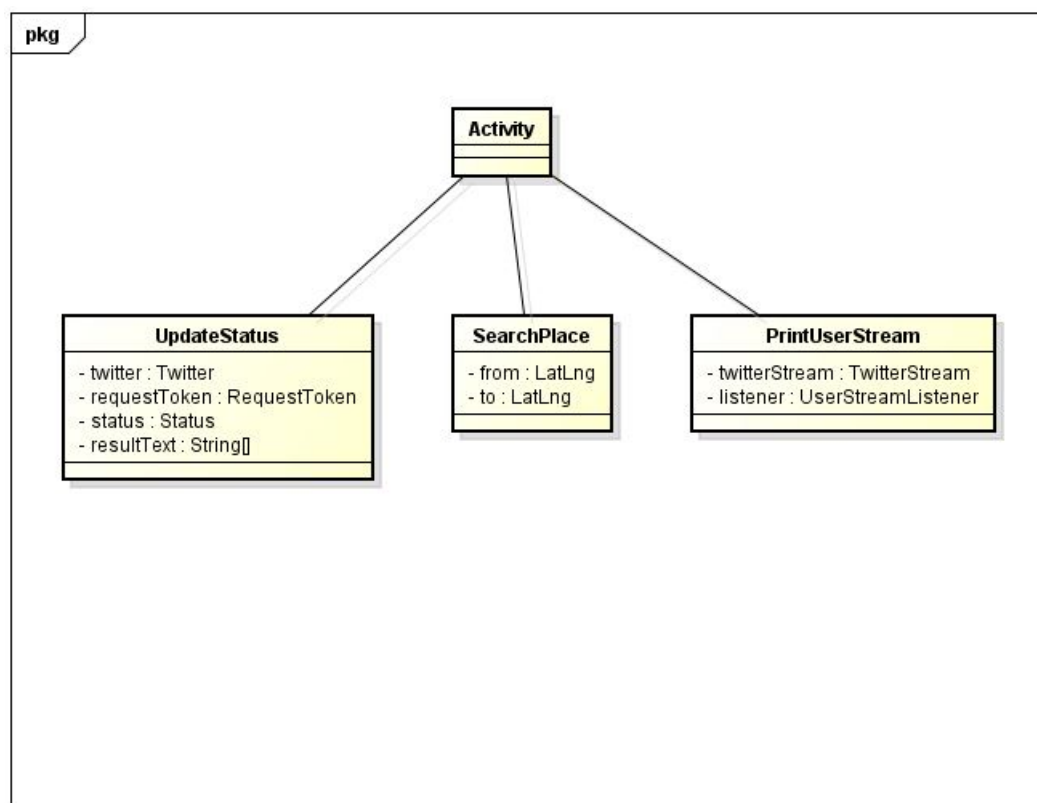 pkg
Activity
UpdateStatus
- twitter : Twitter
- requestToken : RequestToken
- status : Status
- resultText : String[]
SearchPlace
- from : LatLng
- to : LatLng
PrintUserStream
- twitterStream : TwitterStream
- listener : UserStreamListener